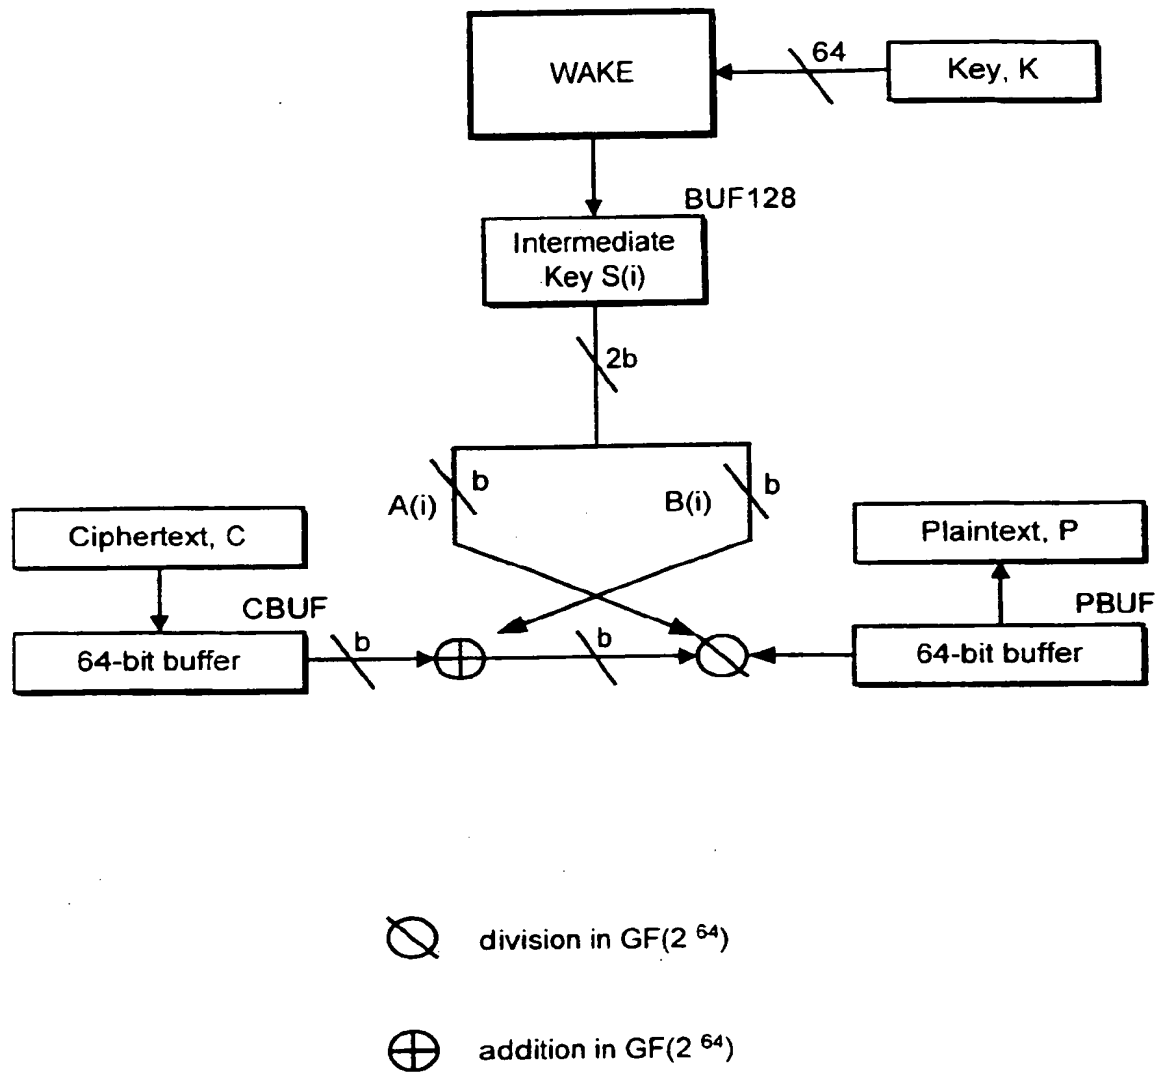 WAKE
64
Key, K
BUF128
Intermediate
Key S(i)
2b
b
b
A(i)
B(i)
Ciphertext, C
Plaintext, P
CBUF
PBUF
b
b
64-bit buffer
64-bit buffer
division in GF(2 64)
addition in GF(2 64)